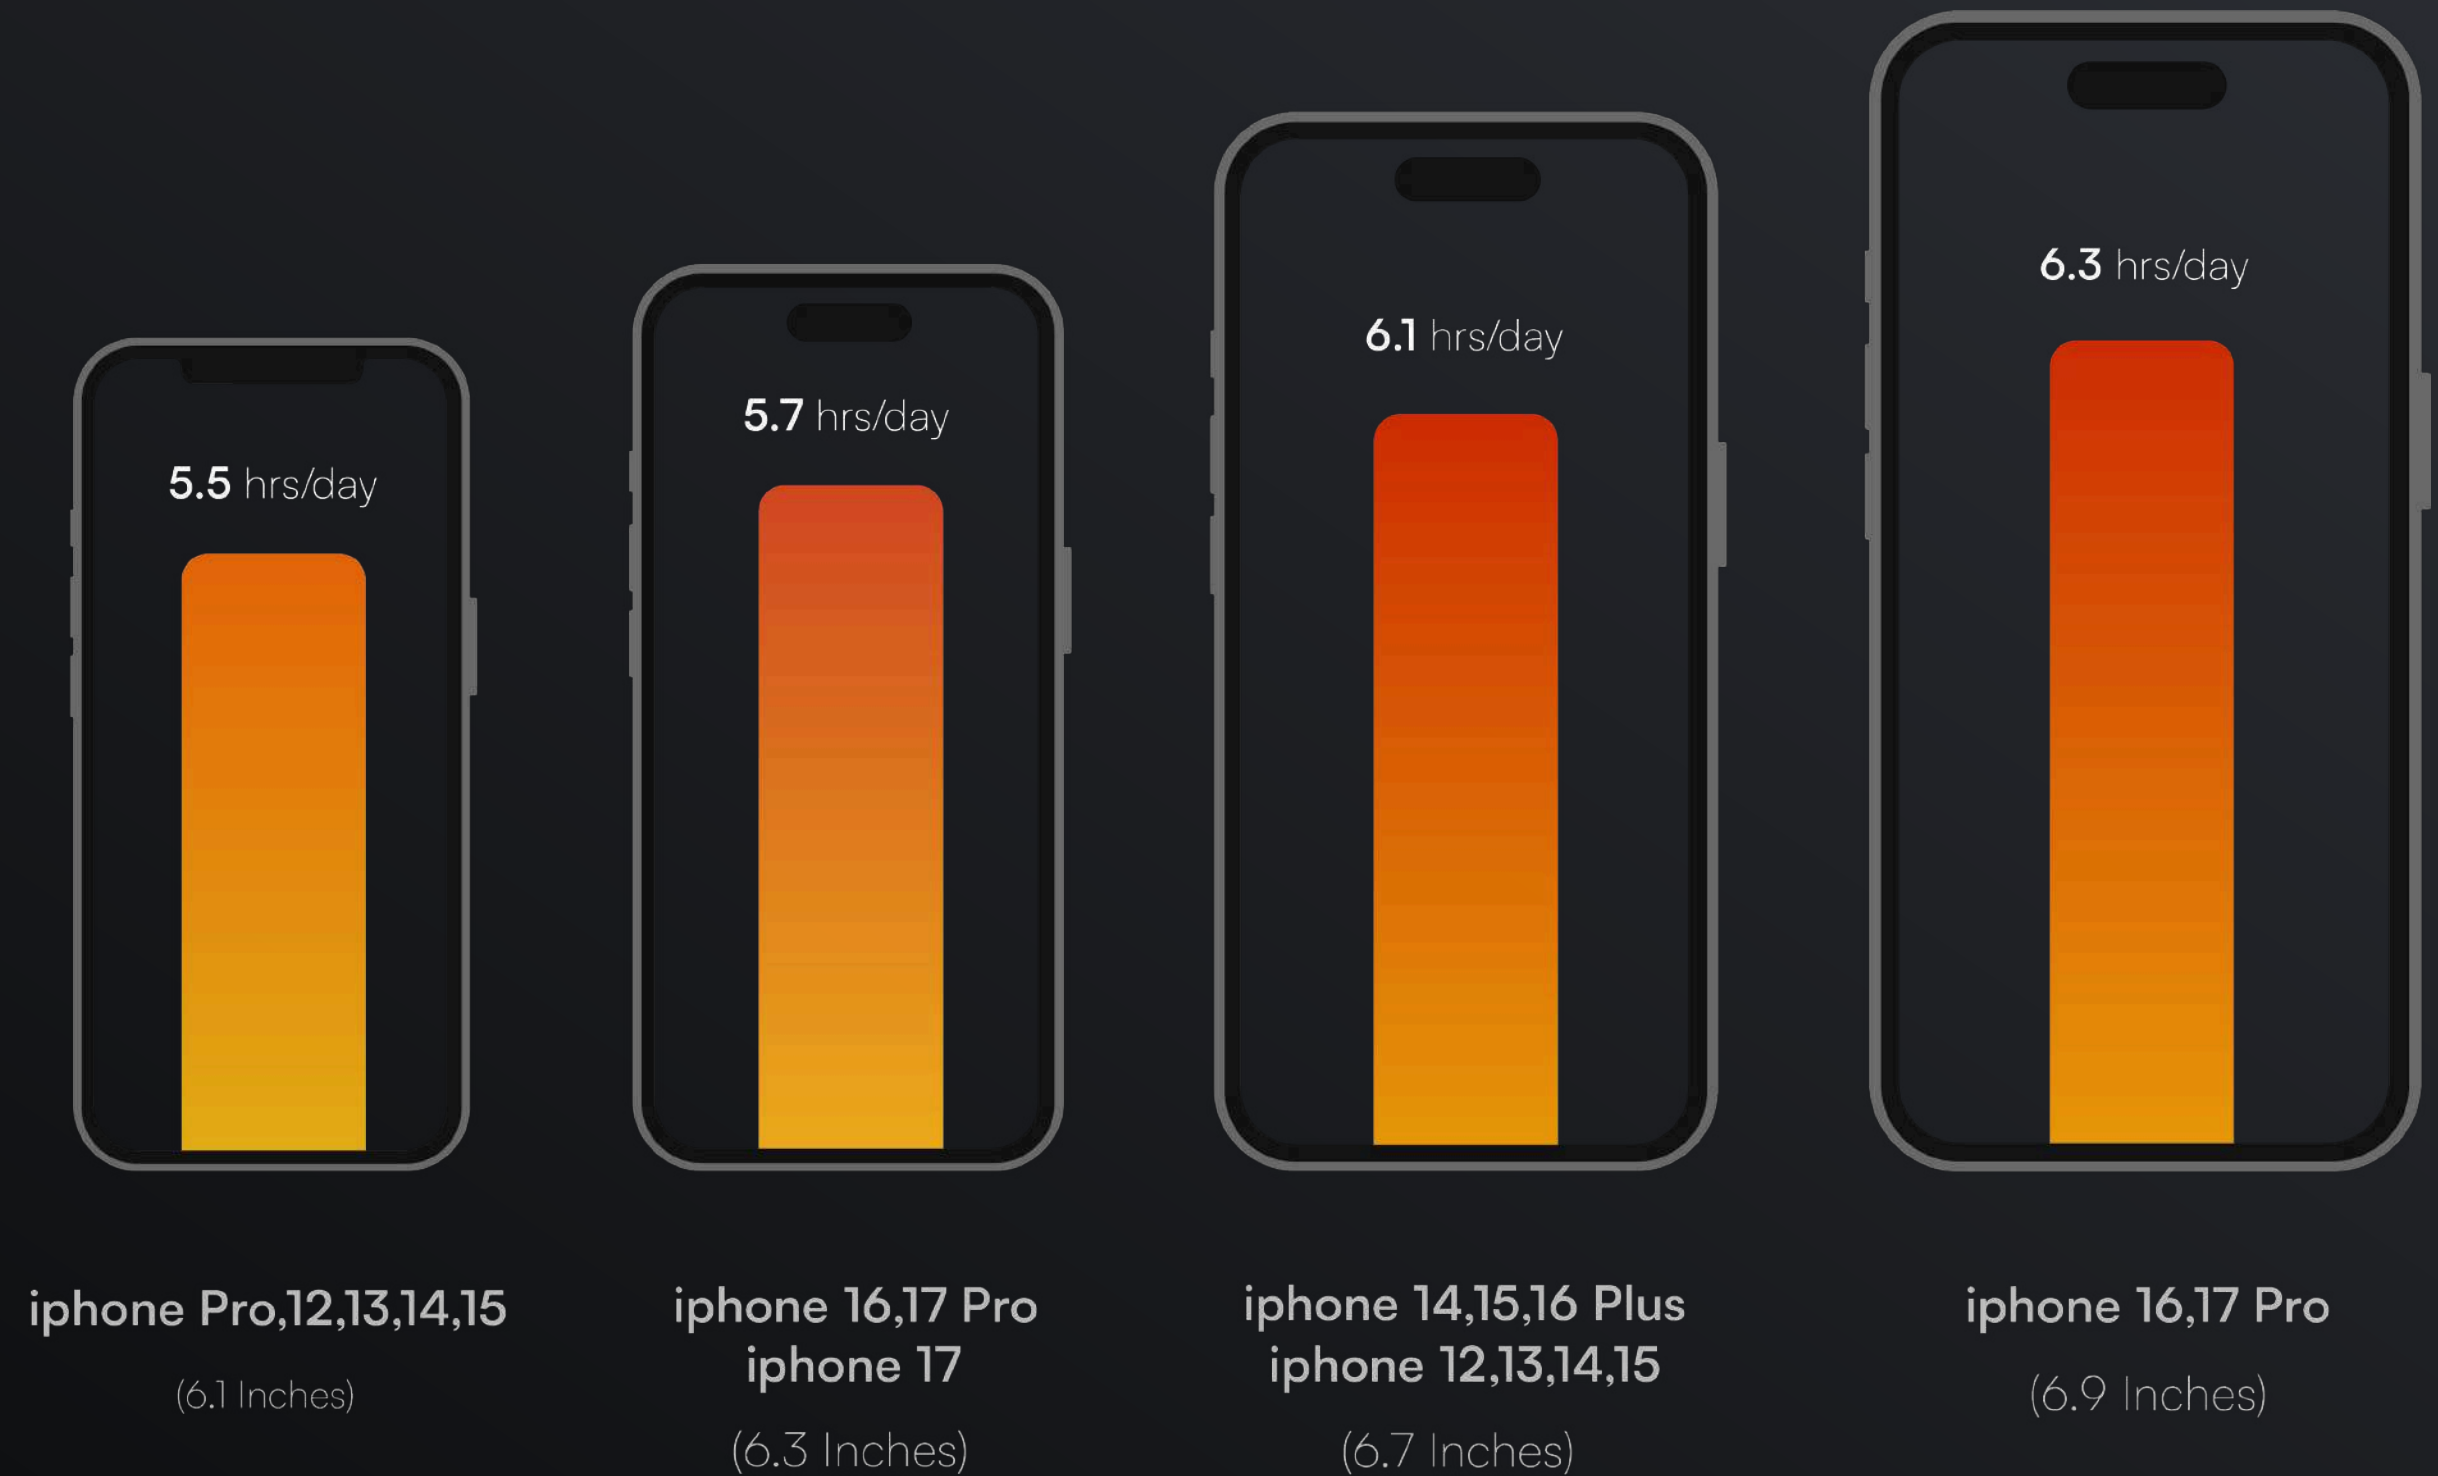 5.5 hrs/day
5.7 hrs/day
6.1 hrs/day
6.3 hrs/day
iphone Pro,12,13,14,15
(6.1 Inches)
iphone 16,17 Pro
iphone 17
(6.3 Inches)
iphone 14,15,16 Plus
iphone 12,13,14,15
(6.7 Inches)
iphone 16,17 Pro
(6.9 Inches)